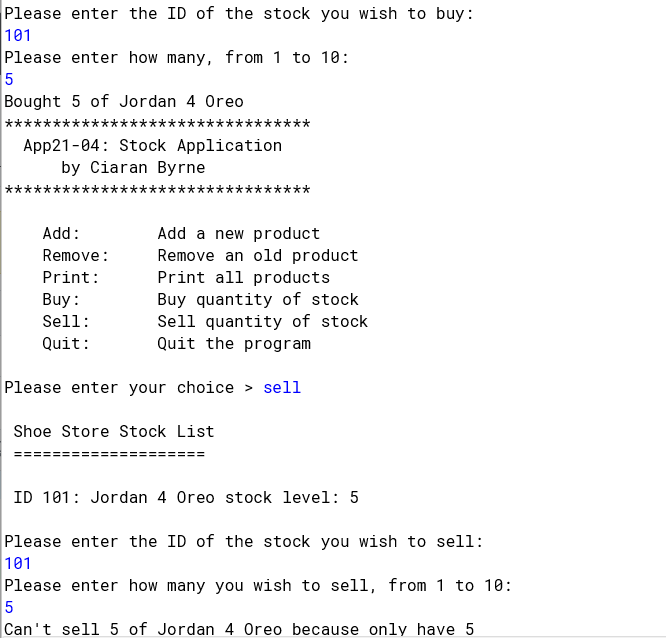 Please enter the ID of the stock you wish to buy:
101
Please enter how many, from 1 to 10:
5
Bought 5 of Jordan 4 Oreo
********************************
  App21-04: Stock Application
      by Ciaran Byrne
********************************
    Add:        Add a new product
    Remove:     Remove an old product
    Print:      Print all products
    Buy:        Buy quantity of stock
    Sell:       Sell quantity of stock
    Quit:       Quit the program
Please enter your choice > sell
 Shoe Store Stock List
 ====================
 ID 101: Jordan 4 Oreo stock level: 5
Please enter the ID of the stock you wish to sell:
101
Please enter how many you wish to sell, from 1 to 10:
5
Can't sell 5 of Jordan 4 Oreo because only have 5